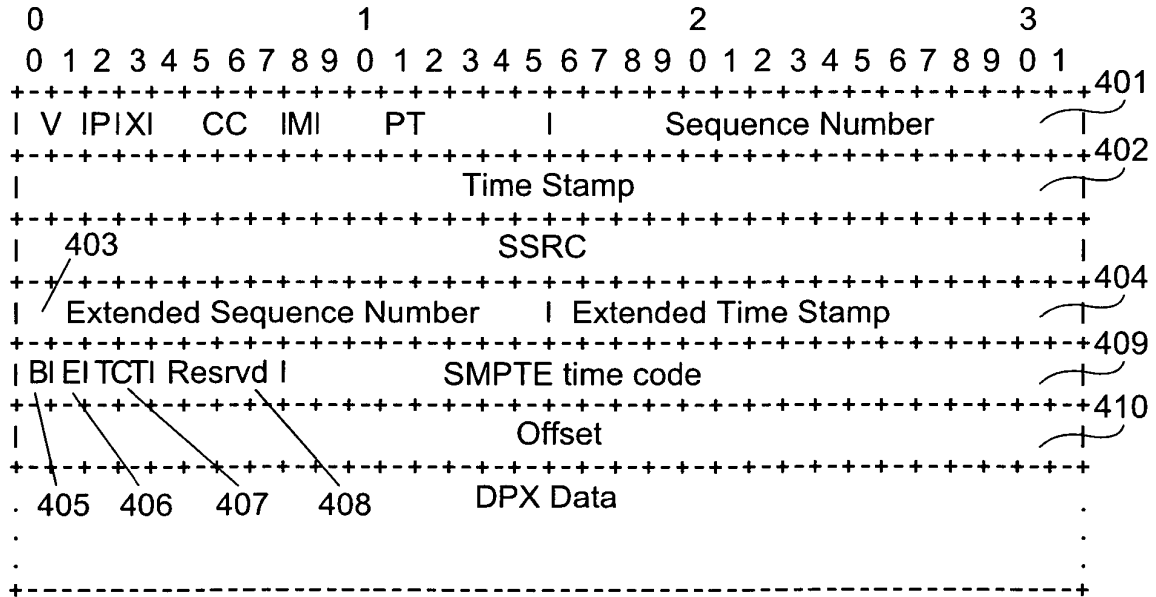 0 1 2 3
0 1 2 3 4 5 6 7 8 9 0 1 2 3 4 5 6 7 8 9 0 1 2 3 4 5 6 7 8 9 0 1
+-+-+-+-+-+-+-+-+-+-+-+-+-+-+-+-+-+-+-+-+-+-+-+-+-+-+-+-+-+-+-+-+ 401
| V |P|X| CC |M| PT | Sequence Number |
+-+-+-+-+-+-+-+-+-+-+-+-+-+-+-+-+-+-+-+-+-+-+-+-+-+-+-+-+-+-+-+-+ 402
| Time Stamp |
+-+-+-+-+-+-+-+-+-+-+-+-+-+-+-+-+-+-+-+-+-+-+-+-+-+-+-+-+-+-+-+-+
| 403 SSRC |
+-+-+-+-+-+-+-+-+-+-+-+-+-+-+-+-+-+-+-+-+-+-+-+-+-+-+-+-+-+-+-+-+ 404
| Extended Sequence Number | Extended Time Stamp
+-+-+-+-+-+-+-+-+-+-+-+-+-+-+-+-+-+-+-+-+-+-+-+-+-+-+-+-+-+-+-+-+ 409
| B| E| TCT| Resrvd | SMPTE time code |
+-+-+-+-+-+-+-+-+-+-+-+-+-+-+-+-+-+-+-+-+-+-+-+-+-+-+-+-+-+-+-+-+ 410
| Offset |
+-+-+-+-+-+-+-+-+-+-+-+-+-+-+-+-+-+-+-+-+-+-+-+-+-+-+-+-+-+-+-+-+
405 406 407 408 DPX Data
. .
. .
+---------------------------------------------------------------+